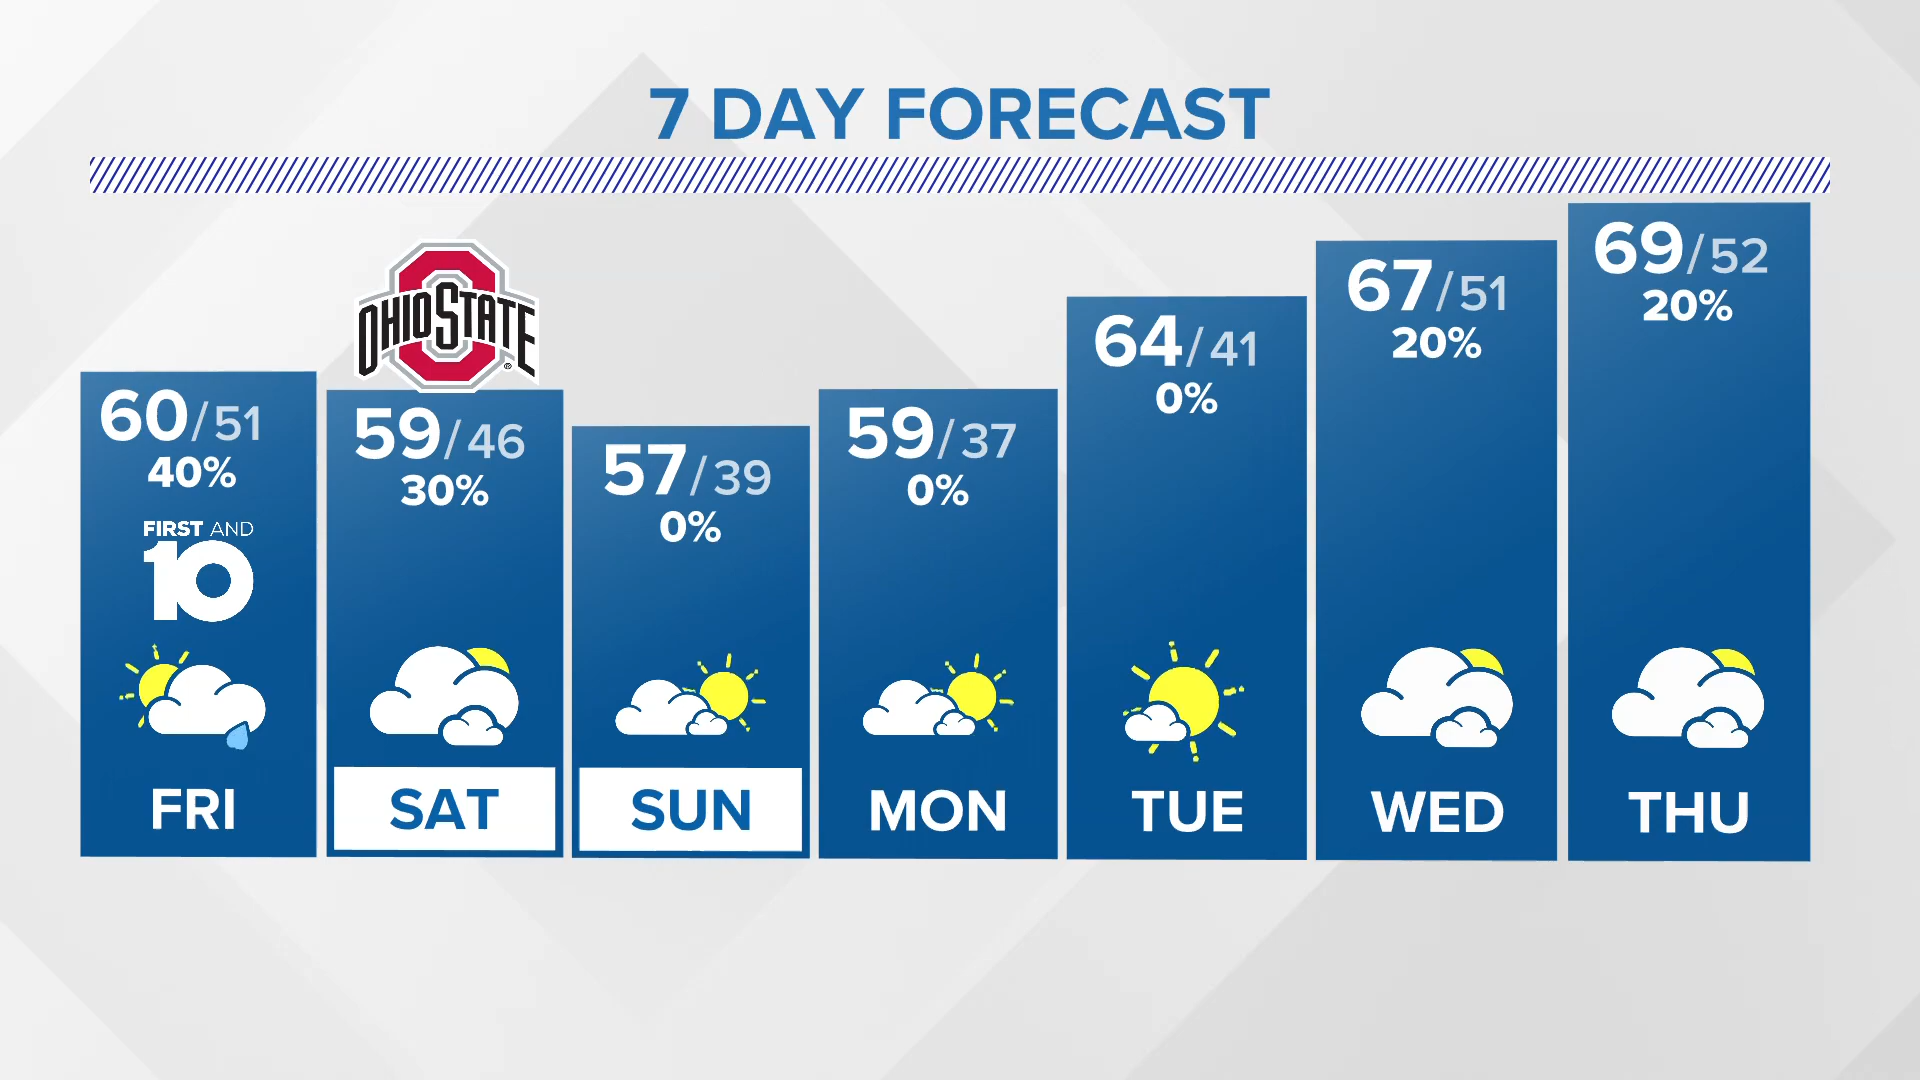 7 DAY FORECAST
OHIO STATE
®
60/51
40%
FIRST AND
10
FRI
59/46
30%
SAT
57/39
0%
SUN
59/37
0%
MON
64/41
0%
TUE
67/51
20%
WED
69/52
20%
THU